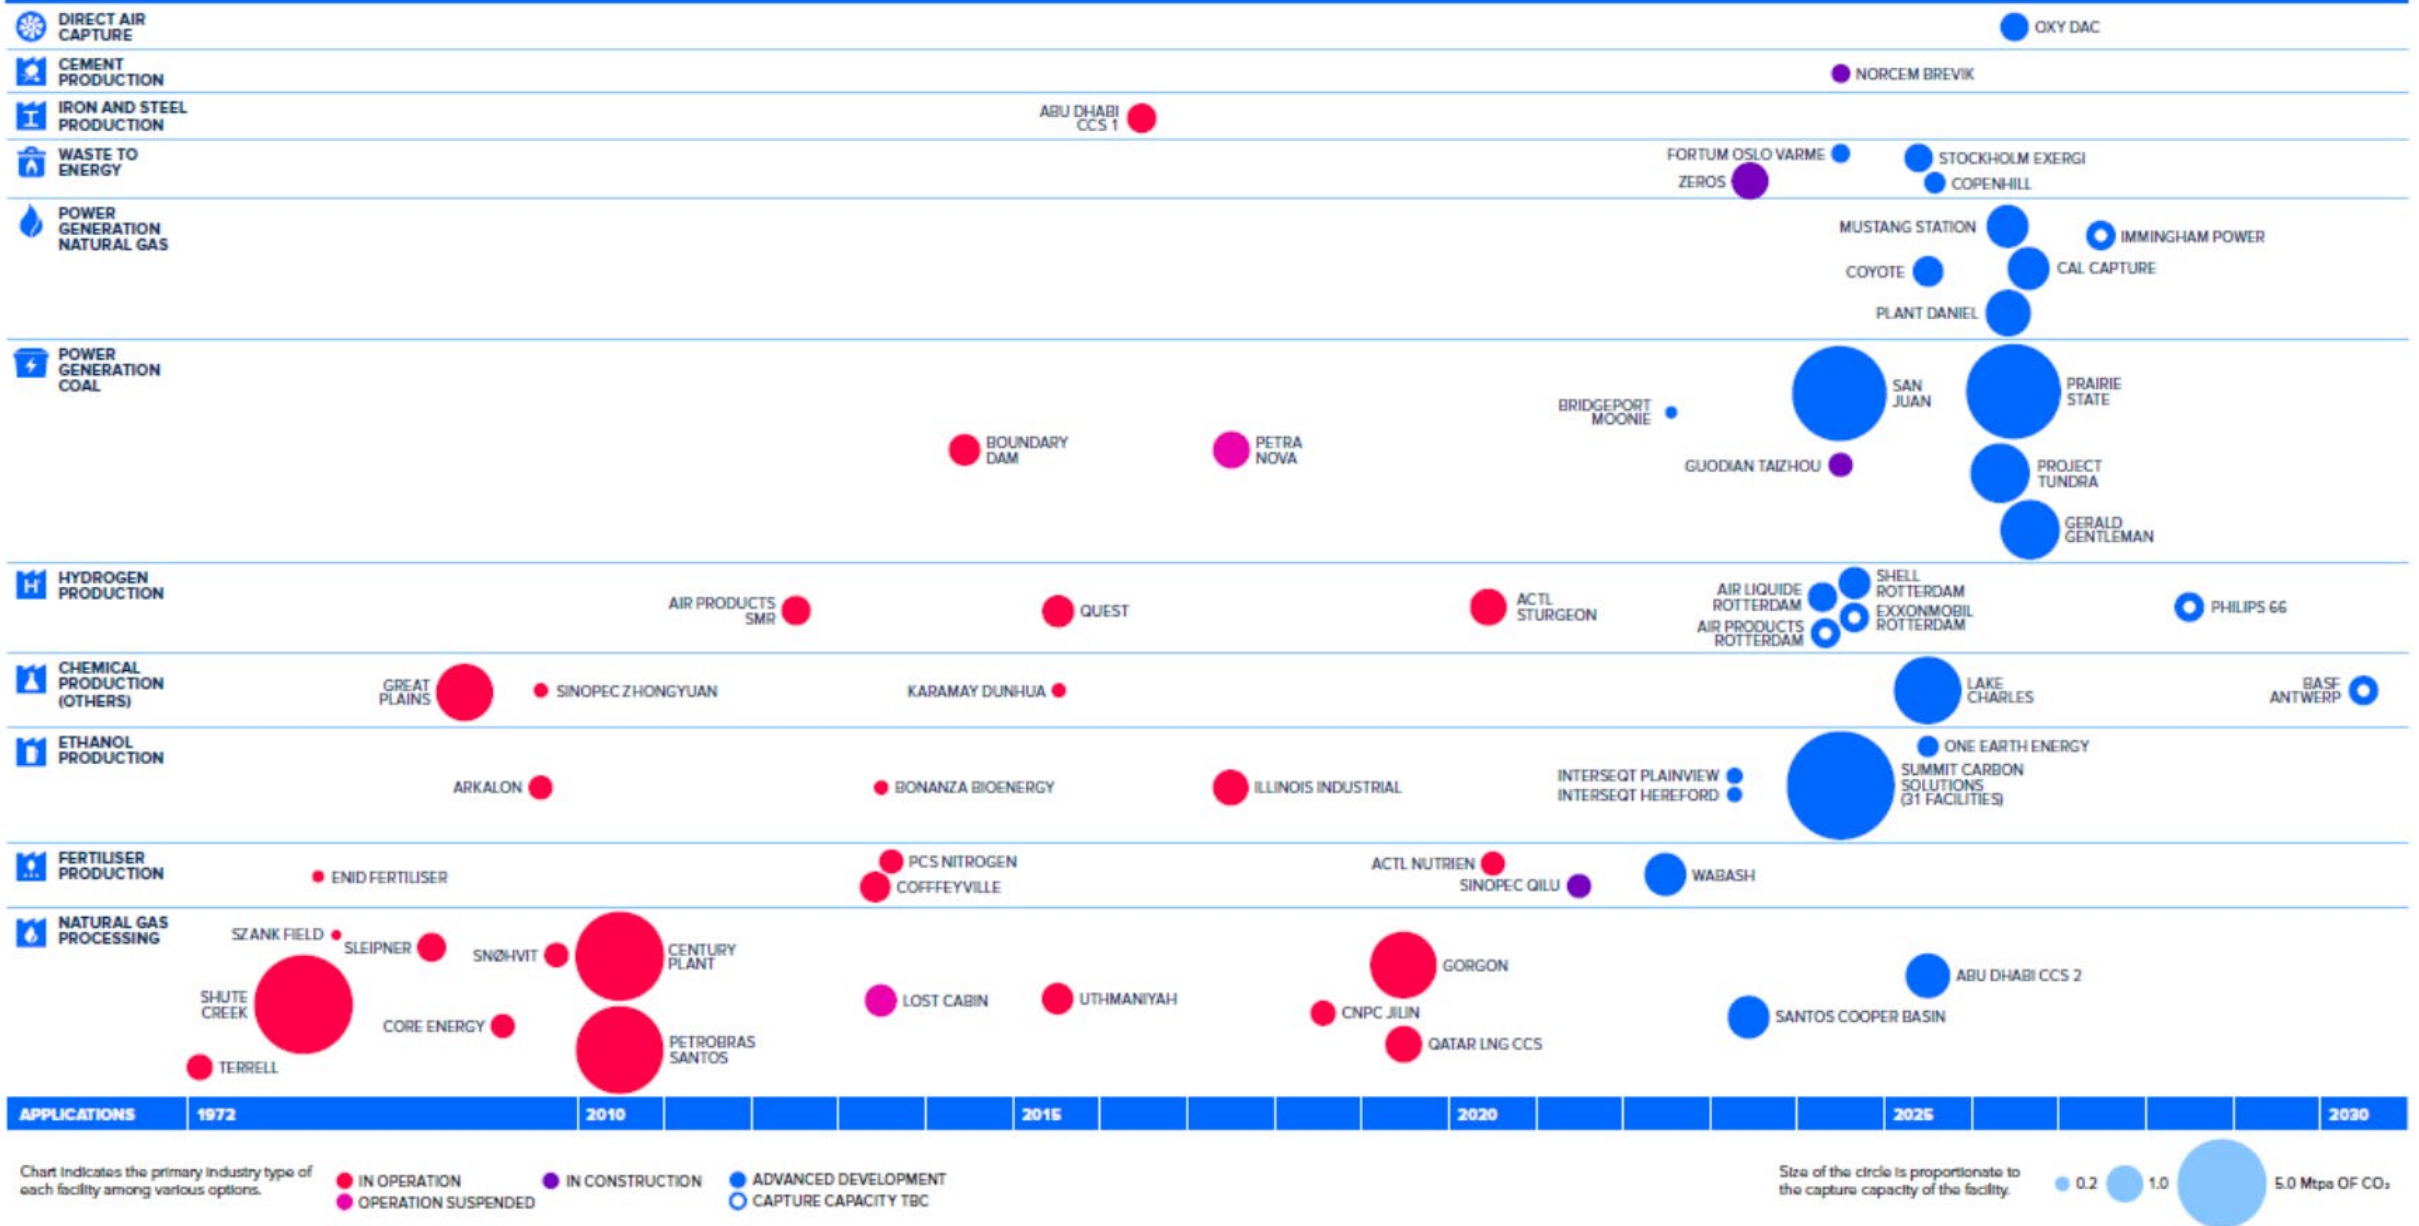 DIRECT AIR
CAPTURE
OXY DAC
CEMENT
PRODUCTION
NORCEM BREVIK
IRON AND STEEL
PRODUCTION
ABU DHABI
CCS 1
WASTE TO
ENERGY
FORTUM OSLO VARME
STOCKHOLM EXERGI
ZEROS
COPENHILL
POWER
GENERATION
NATURAL GAS
MUSTANG STATION
IMMINGHAM POWER
COYOTE
CAL CAPTURE
PLANT DANIEL
POWER
GENERATION
COAL
BOUNDARY
DAM
PETRA
NOVA
BRIDGEPORT
MOONIE
GUODIAN TAIZHOU
SAN
JUAN
PRAIRIE
STATE
PROJECT
TUNDRA
GERALD
GENTLEMAN
HYDROGEN
PRODUCTION
AIR PRODUCTS
SMR
QUEST
ACTL
STURGEON
AIR LIQUIDE
ROTTERDAM
AIR PRODUCTS
ROTTERDAM
SHELL
ROTTERDAM
EXXONMOBIL
ROTTERDAM
PHILIPS 66
CHEMICAL
PRODUCTION
(OTHERS)
GREAT
PLAINS
SINOPEC ZHONGYUAN
KARAMAY DUNHUA
LAKE
CHARLES
BASF
ANTWERP
ETHANOL
PRODUCTION
ARKALON
BONANZA BIOENERGY
ILLINOIS INDUSTRIAL
INTERSEQT PLAINVIEW
INTERSEQT HEREFORD
ONE EARTH ENERGY
SUMMIT CARBON
SOLUTIONS
(31 FACILITIES)
FERTILISER
PRODUCTION
ENID FERTILISER
PCS NITROGEN
COFFFEYVILLE
ACTL NUTRIEN
SINOPEC QILU
WABASH
NATURAL GAS
PROCESSING
SZANK FIELD
SLEIPNER
SNØHVIT
CENTURY
PLANT
SHUTE
CREEK
CORE ENERGY
TERRELL
PETROBRAS
SANTOS
LOST CABIN
UTHMANIYAH
GORGON
CNPC JILIN
QATAR LNG CCS
ABU DHABI CCS 2
SANTOS COOPER BASIN
APPLICATIONS 1972 2010 2015 2020 2025 2030
Chart indicates the primary industry type of
each facility among various options.
IN OPERATION
OPERATION SUSPENDED
IN CONSTRUCTION
ADVANCED DEVELOPMENT
CAPTURE CAPACITY TBC
Size of the circle is proportionate to
the capture capacity of the facility.
0.2 1.0 5.0 Mtpa OF CO₂